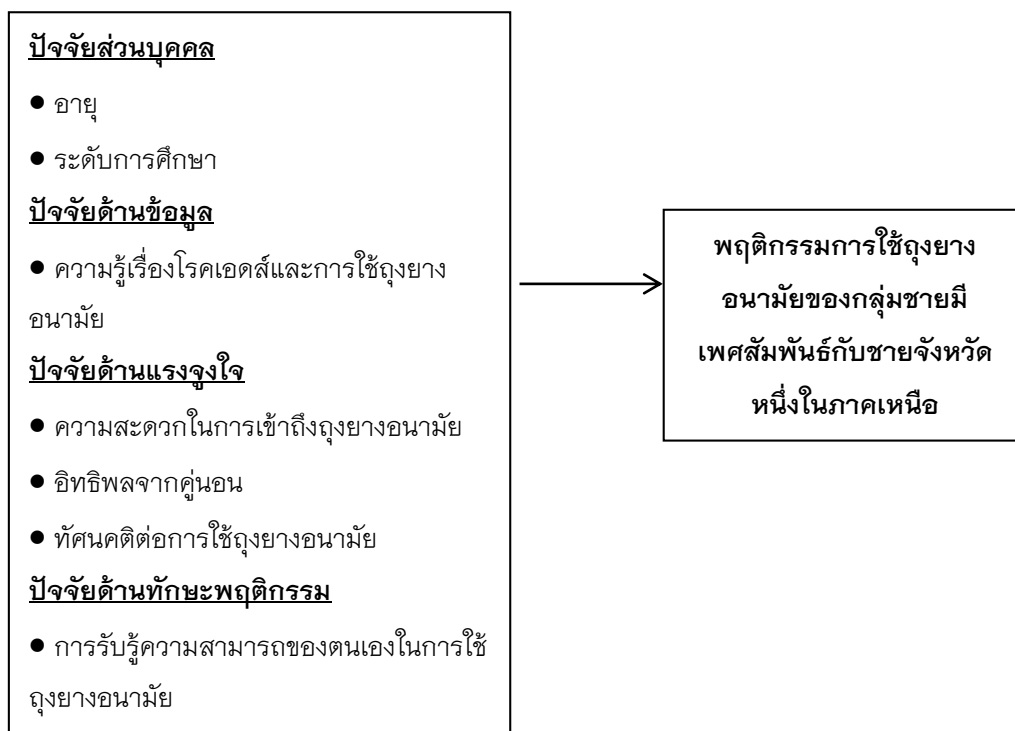 ปัจจัยส่วนบุคคล
● อายุ
● ระดับการศึกษา
ปัจจัยด้านข้อมูล
● ความรู้เรื่องโรคเอดส์และการใช้ถุงยาง
อนามัย
ปัจจัยด้านแรงจูงใจ
● ความสะดวกในการเข้าถึงถุงยางอนามัย
● อิทธิพลจากคู่นอน
● ทัศนคติต่อการใช้ถุงยางอนามัย
ปัจจัยด้านทักษะพฤติกรรม
● การรับรู้ความสามารถของตนเองในการใช้
ถุงยางอนามัย
พฤติกรรมการใช้ถุงยาง
อนามัยของกลุ่มชายมี
เพศสัมพันธ์กับชายจังหวัด
หนึ่งในภาคเหนือ